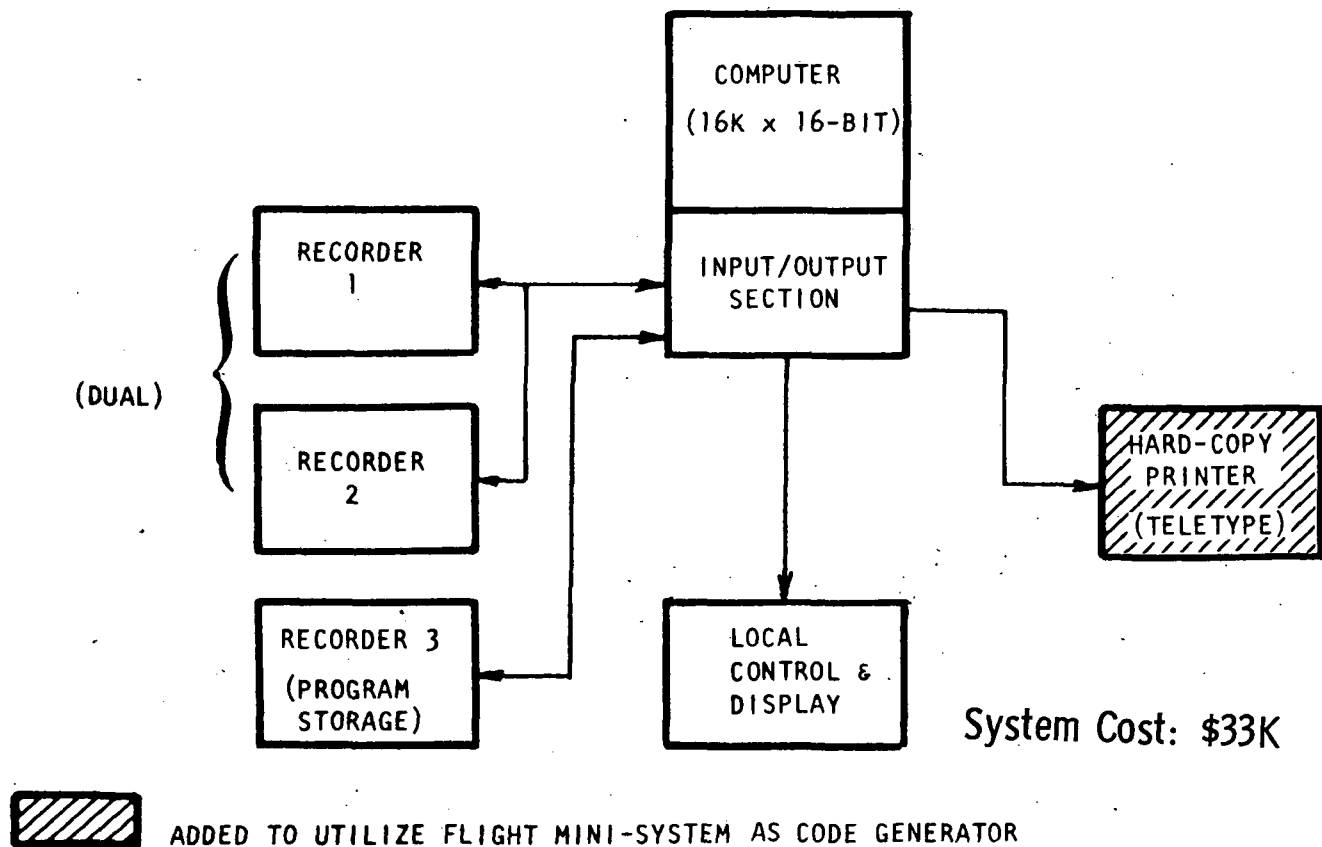 COMPUTER
(16K x 16-BIT)
INPUT/OUTPUT
SECTION
RECORDER
1
(DUAL)
RECORDER
2
RECORDER 3
(PROGRAM
STORAGE)
LOCAL
CONTROL &
DISPLAY
HARD-COPY
PRINTER
(TELETYPE)
System Cost: $33K
ADDED TO UTILIZE FLIGHT MINI-SYSTEM AS CODE GENERATOR